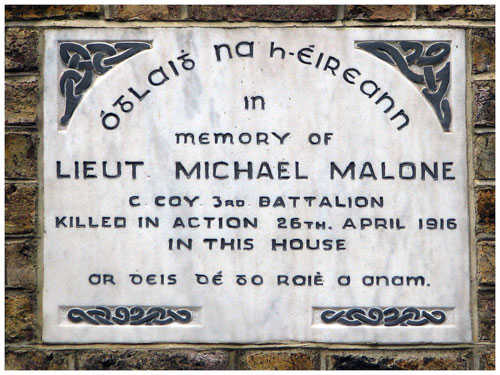 Óglaiġ na h-Éireann
in
MEMORY OF
LIEUT MICHAEL MALONE
C. COY. 3RD. BATTALION
KILLED IN ACTION 26TH. APRIL 1916
IN THIS HOUSE
AR DEIS DÉ GO RAIḂ A ANAM.